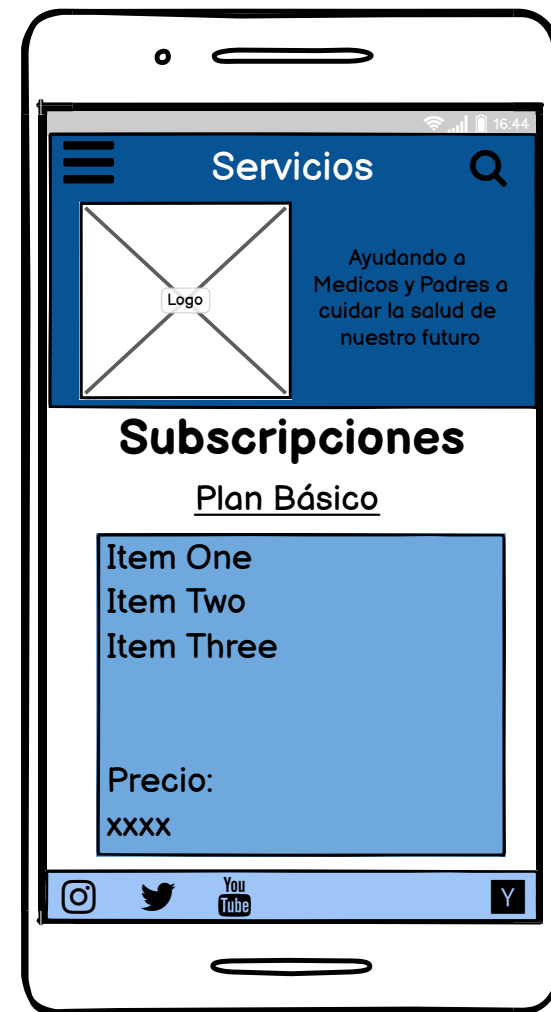 16:44
Servicios
Logo
Ayudando a
Medicos y Padres a
cuidar la salud de
nuestro futuro
Subscripciones
Plan Básico
Item One
Item Two
Item Three
Precio:
xxxx
You
Tube
Y